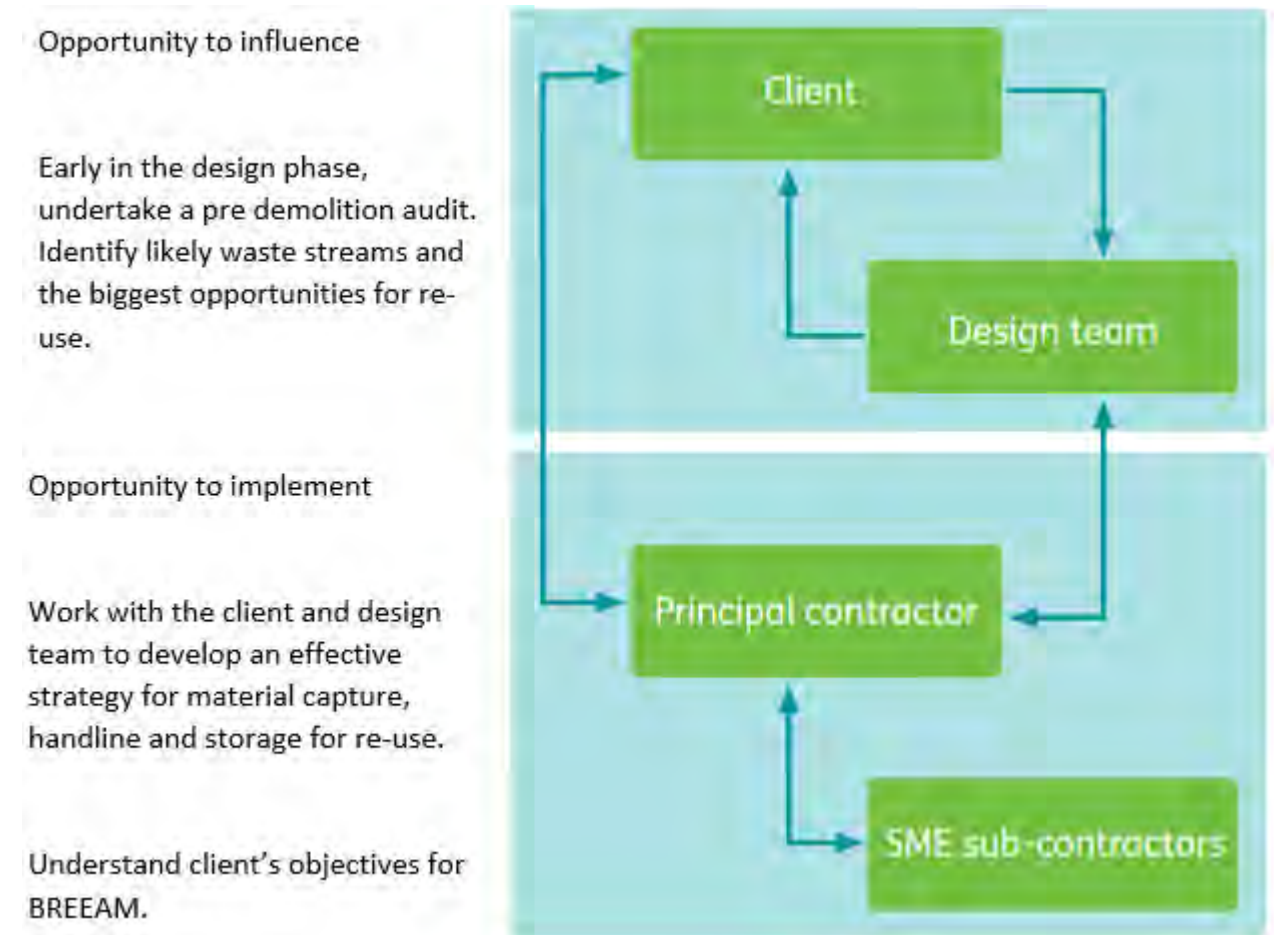 Opportunity to influence
Early in the design phase,
undertake a pre demolition audit.
Identify likely waste streams and
the biggest opportunities for re-
use.
Client
Design team
Opportunity to implement
Work with the client and design
team to develop an effective
strategy for material capture,
handline and storage for re-use.
Understand client's objectives for
BREEAM.
Principal contractor
SME sub-contractors